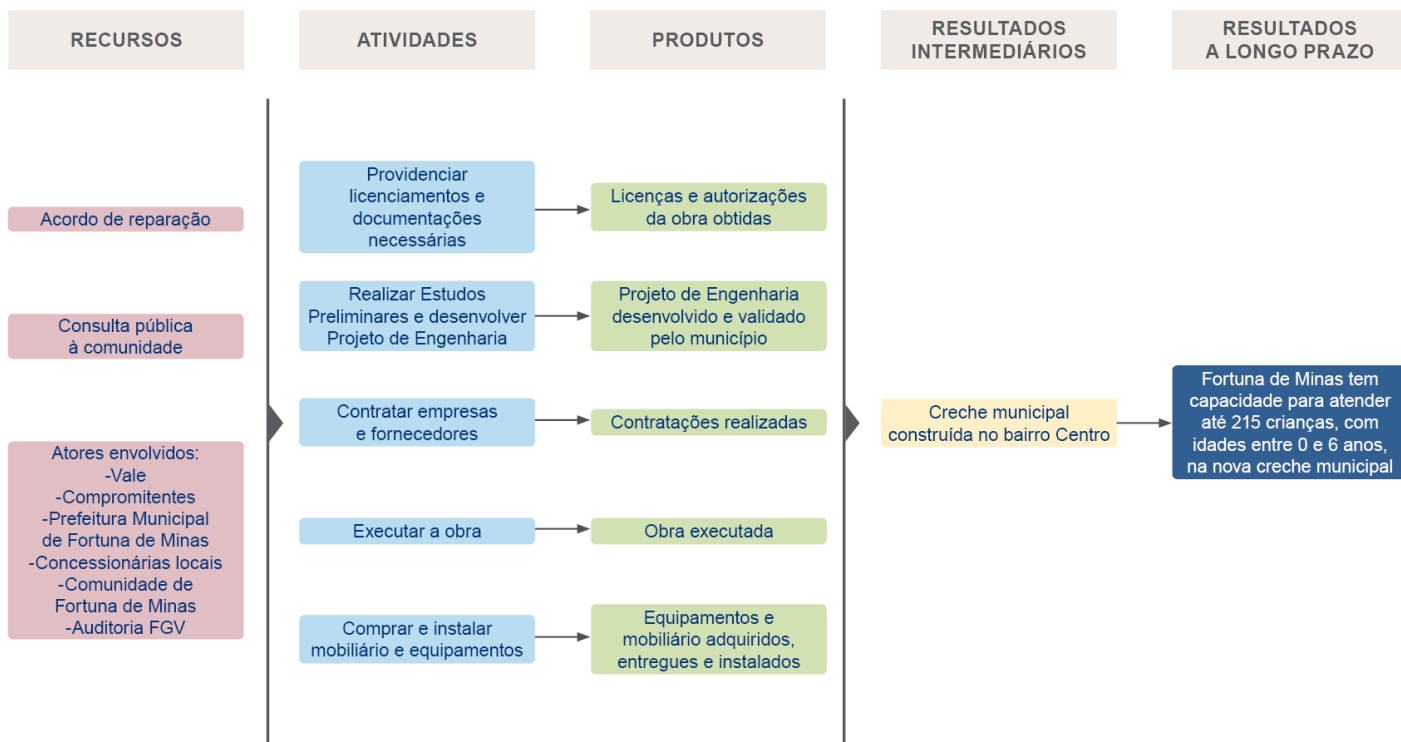 RECURSOS
ATIVIDADES
PRODUTOS
RESULTADOS
INTERMEDIÁRIOS
RESULTADOS
A LONGO PRAZO
Acordo de reparação
Consulta pública
à comunidade
Atores envolvidos:
-Vale
-Compromitentes
-Prefeitura Municipal
de Fortuna de Minas
-Concessionárias locais
-Comunidade de
Fortuna de Minas
-Auditoria FGV
Providenciar
licenciamentos e
documentações
necessárias
Licenças e autorizações
da obra obtidas
Realizar Estudos
Preliminares e desenvolver
Projeto de Engenharia
Projeto de Engenharia
desenvolvido e validado
pelo município
Contratar empresas
e fornecedores
Contratações realizadas
Executar a obra
Obra executada
Comprar e instalar
mobiliário e equipamentos
Equipamentos e
mobiliário adquiridos,
entregues e instalados
Creche municipal
construída no bairro Centro
Fortuna de Minas tem
capacidade para atender
até 215 crianças, com
idades entre 0 e 6 anos,
na nova creche municipal